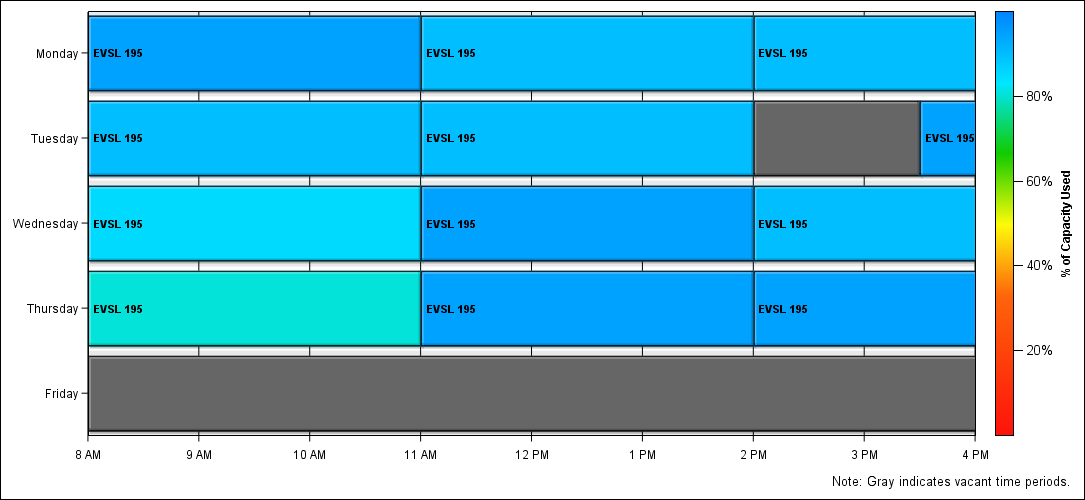 Monday
EVSL 195
EVSL 195
EVSL 195
Tuesday
EVSL 195
EVSL 195
EVSL 195
Wednesday
EVSL 195
EVSL 195
EVSL 195
Thursday
EVSL 195
EVSL 195
EVSL 195
Friday
8 AM
9 AM
10 AM
11 AM
12 PM
1 PM
2 PM
3 PM
4 PM
80%
60%
40%
20%
% of Capacity Used
Note: Gray indicates vacant time periods.